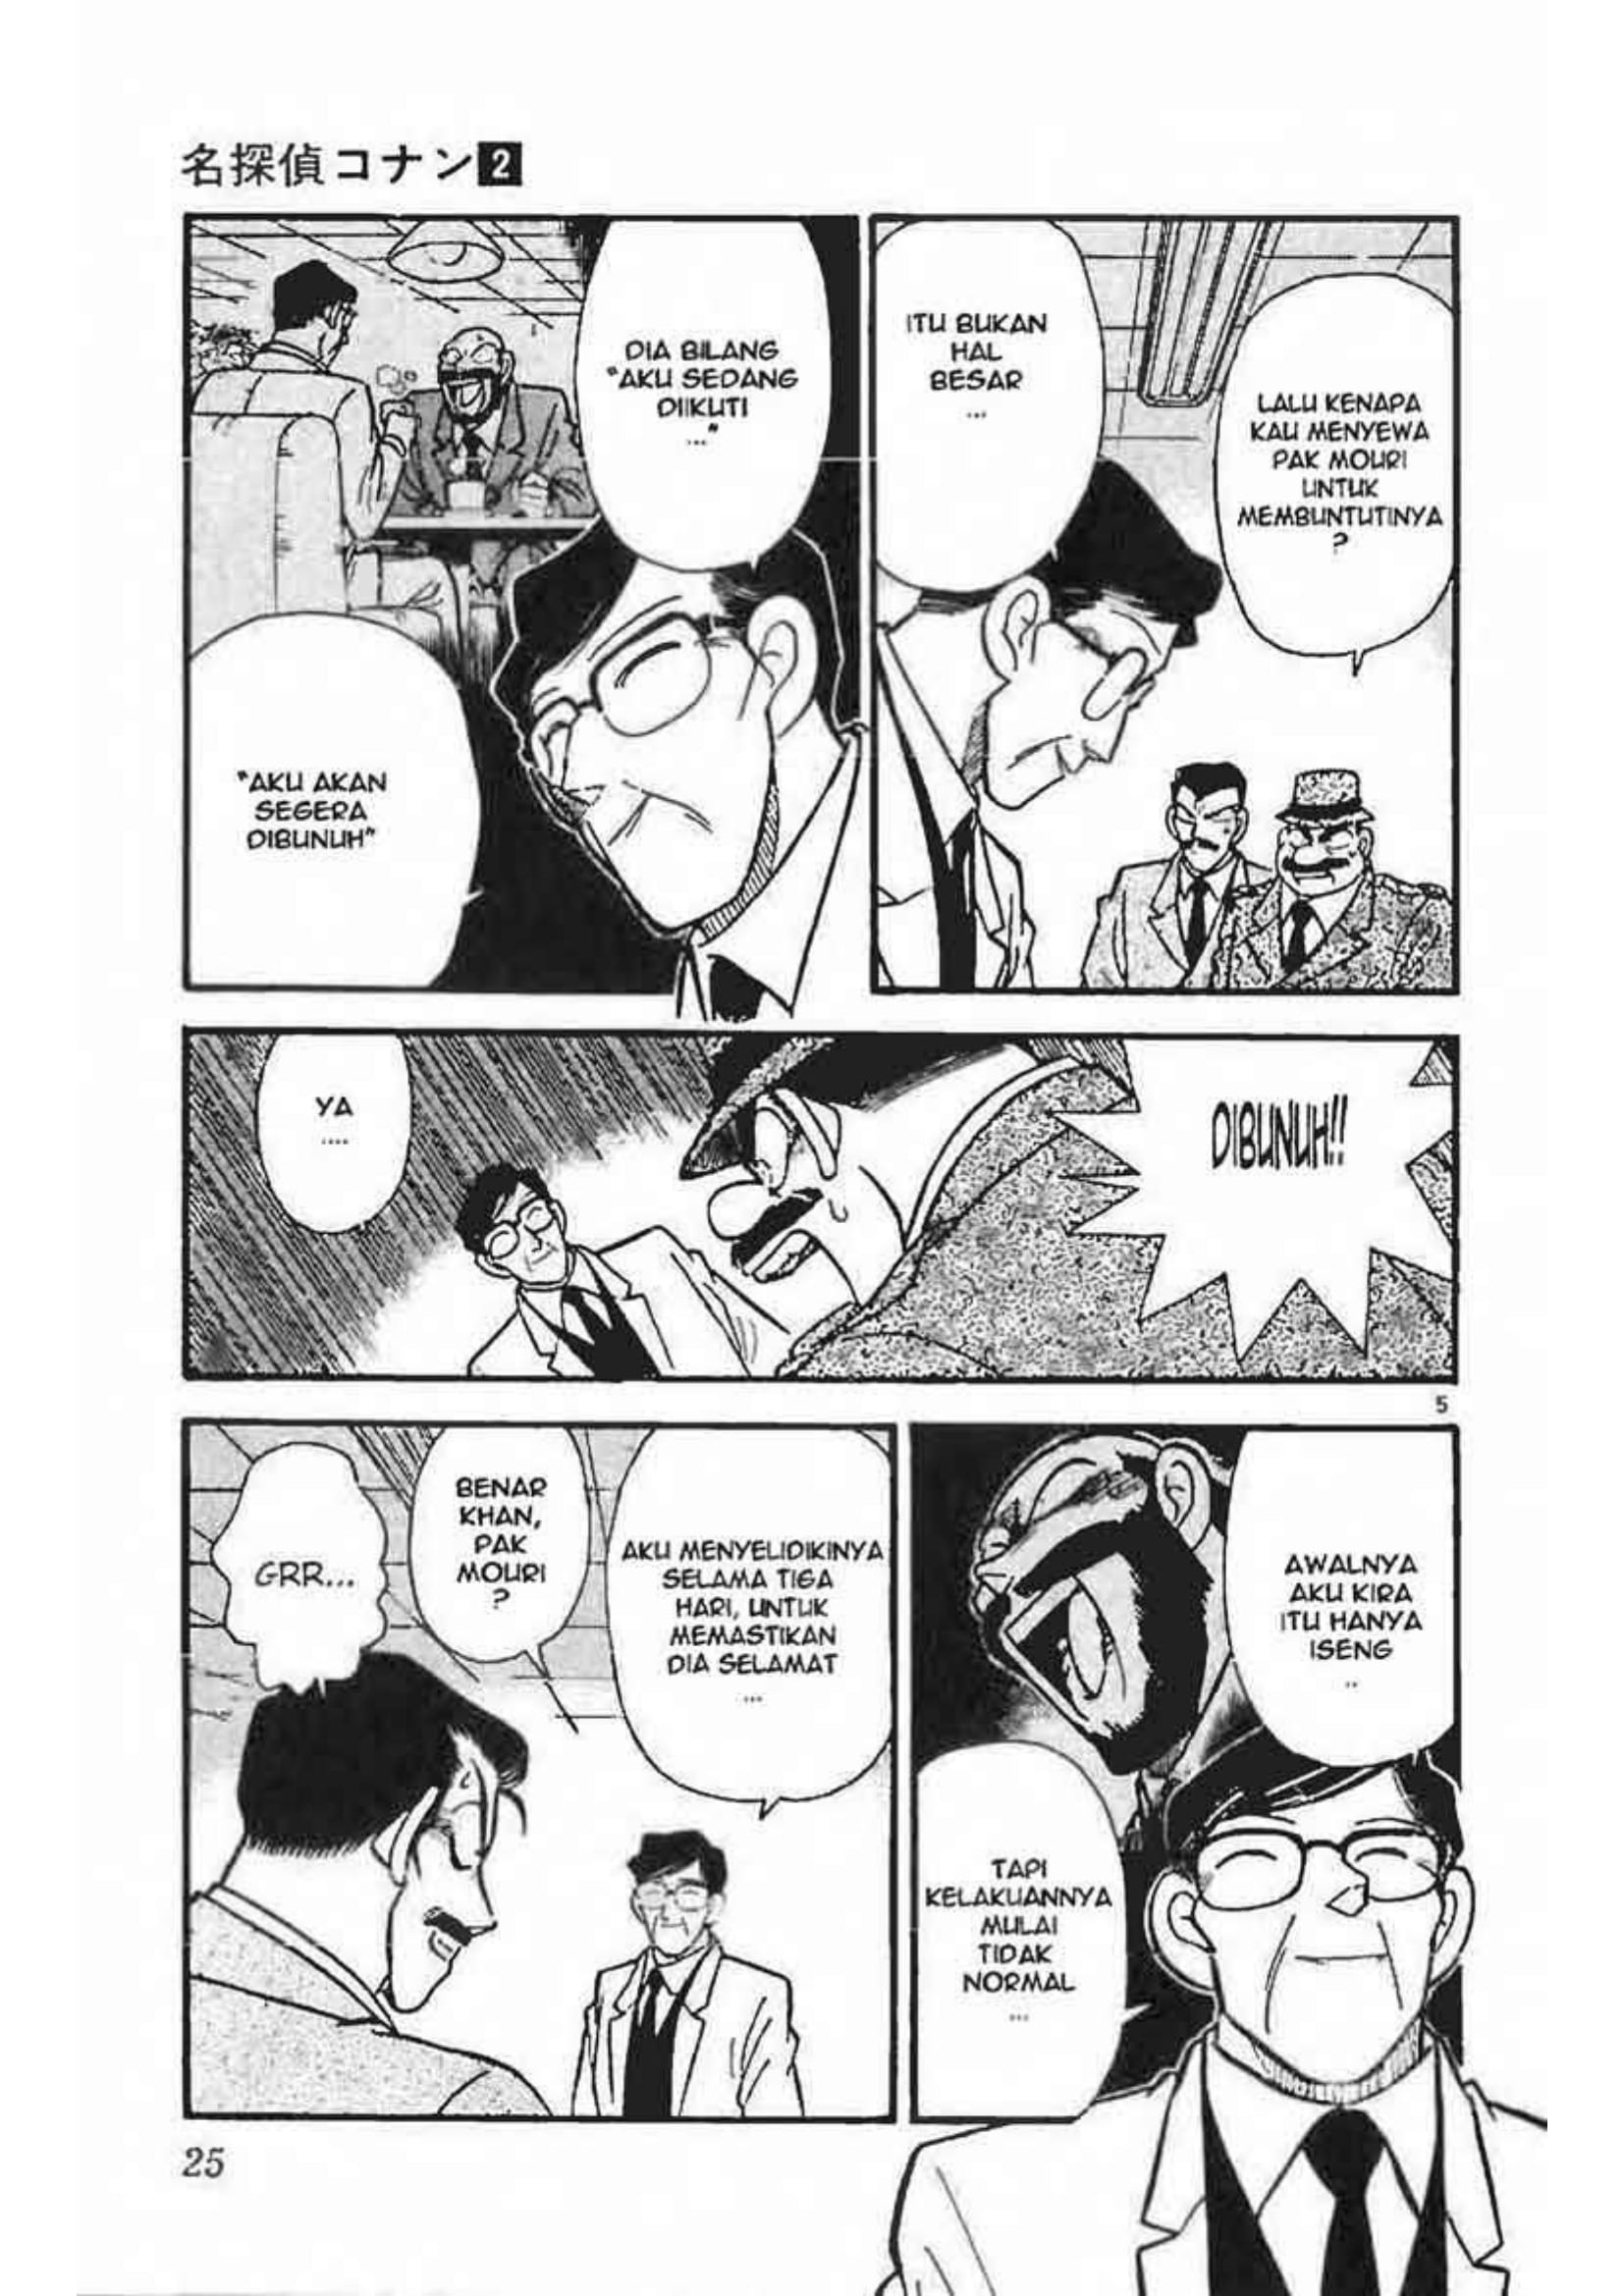 名探偵コナン2
LALU KENAPA
KAU MENYEWA
PAK MOURI
UNTUK
MEMBUNTUTINYA
?
ITU BUKAN
HAL
BESAR
...
DIA BILANG
"AKU SEDANG
DIIKUTI
..."
"AKU AKAN
SEGERA
DIBUNUH"
DIBUNUH!!
YA
....
5
AWALNYA
AKU KIRA
ITU HANYA
ISENG
..
TAPI
KELAKUANNYA
MULAI
TIDAK
NORMAL
...
AKU MENYELIDIKINYA
SELAMA TIGA
HARI, UNTUK
MEMASTIKAN
DIA SELAMAT
...
BENAR
KHAN,
PAK
MOURI
?
GRR...
25